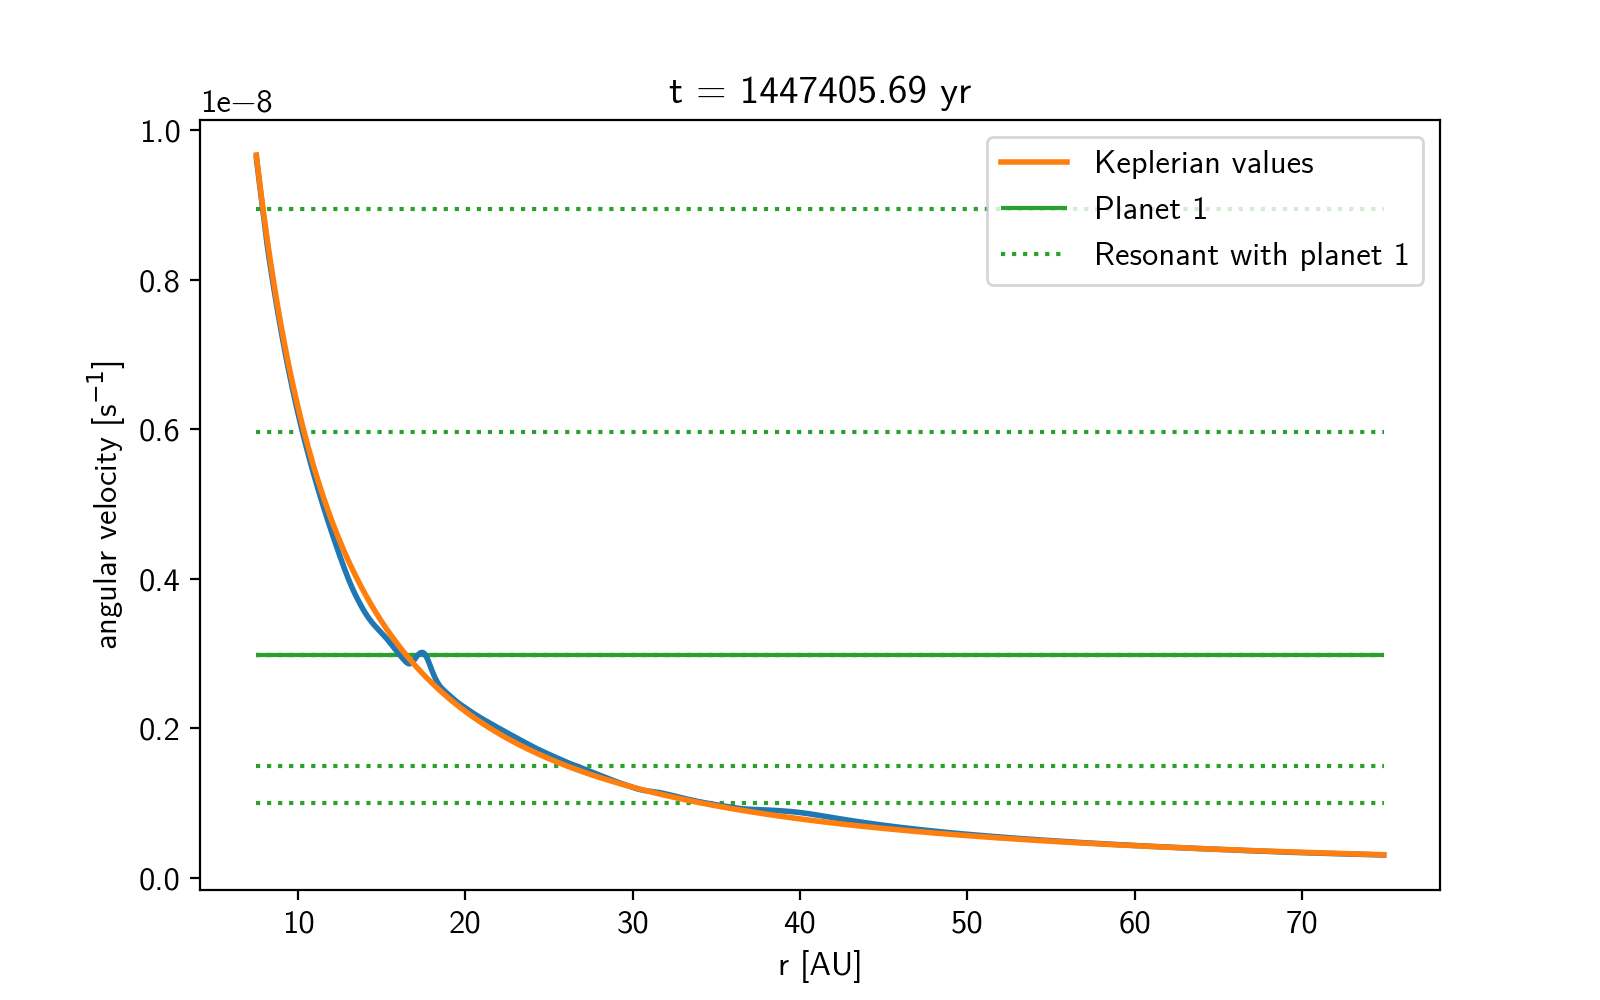 t = 1447405.69 yr
1e−8
1.0
0.8
0.6
0.4
0.2
0.0
angular velocity [s⁻¹]
Keplerian values
Planet 1
Resonant with planet 1
10 20 30 40 50 60 70
r [AU]